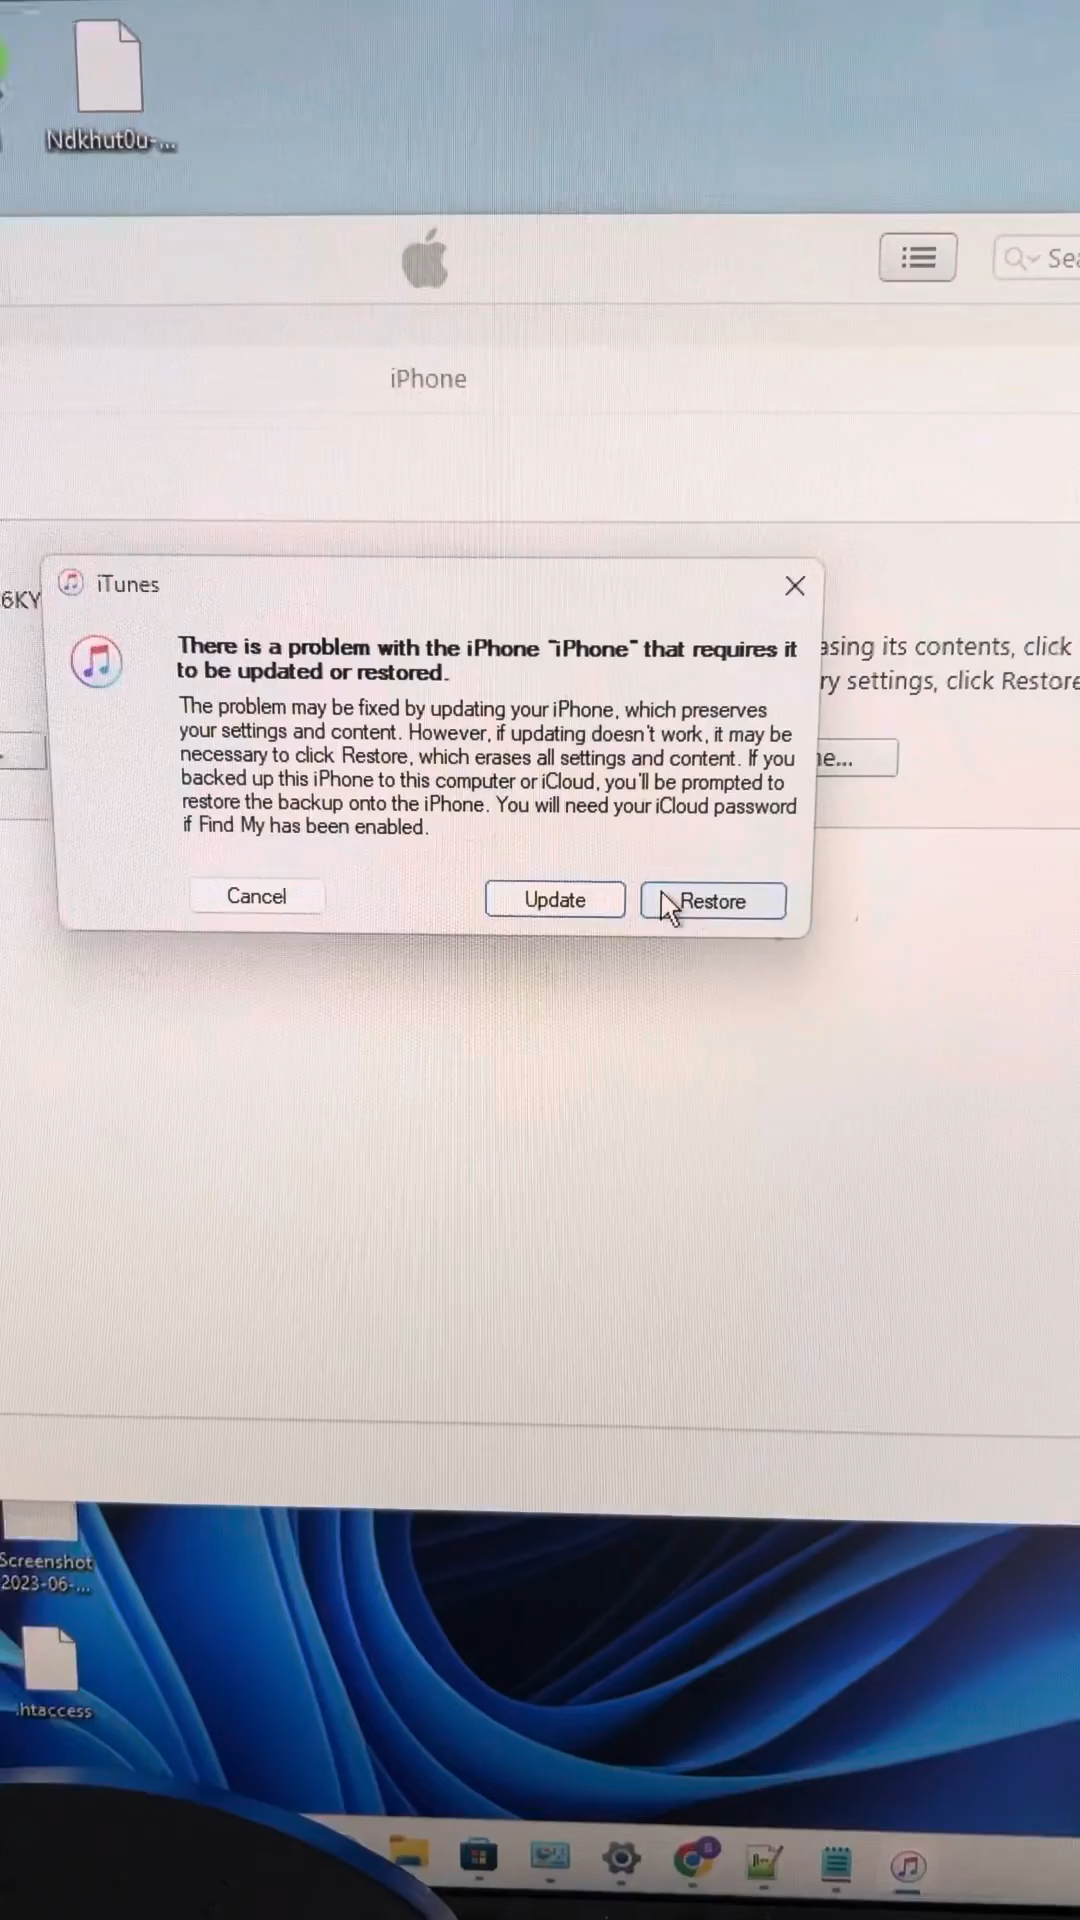 Ndkhut0u-...
Sea
iPhone
6KY
iTunes
There is a problem with the iPhone "iPhone" that requires it
to be updated or restored.
The problem may be fixed by updating your iPhone, which preserves
your settings and content. However, if updating doesn't work, it may be
necessary to click Restore, which erases all settings and content. If you
backed up this iPhone to this computer or iCloud, you'll be prompted to
restore the backup onto the iPhone. You will need your iCloud password
if Find My has been enabled.
Cancel
Update
Restore
asing its contents, click
ry settings, click Restore
ne...
Screenshot
2023-06-...
.htaccess